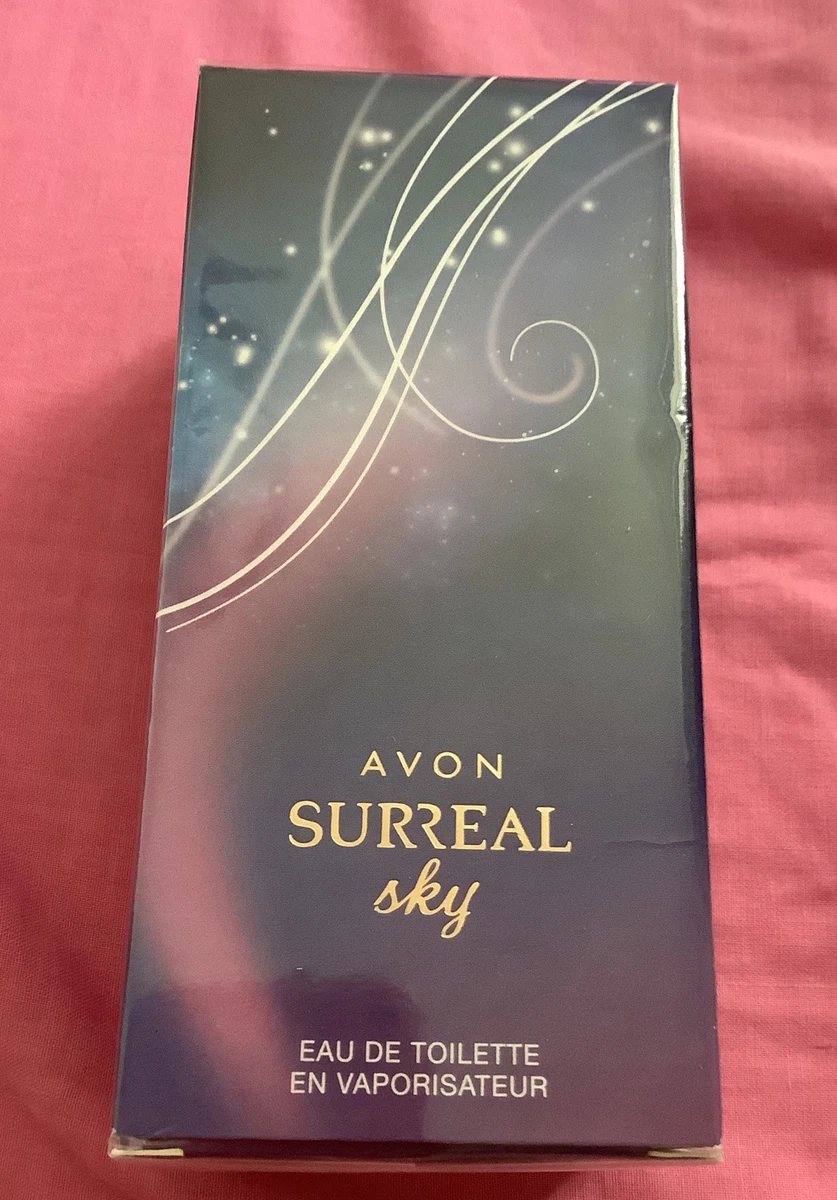 AVON
SURREAL
sky
EAU DE TOILETTE
EN VAPORISATEUR